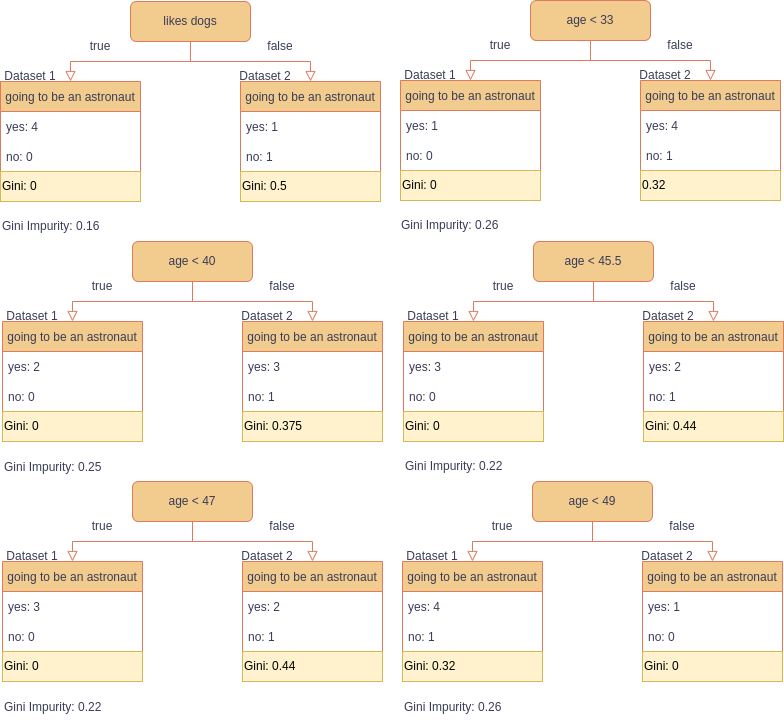 likes dogs
true
false
Dataset 1
Dataset 2
going to be an astronaut
going to be an astronaut
yes: 4
yes: 1
no: 0
no: 1
Gini: 0
Gini: 0.5
Gini Impurity: 0.16
age < 33
true
false
Dataset 1
Dataset 2
going to be an astronaut
going to be an astronaut
yes: 1
yes: 4
no: 0
no: 1
Gini: 0
0.32
Gini Impurity: 0.26
age < 40
true
false
Dataset 1
Dataset 2
going to be an astronaut
going to be an astronaut
yes: 2
yes: 3
no: 0
no: 1
Gini: 0
Gini: 0.375
Gini Impurity: 0.25
age < 45.5
true
false
Dataset 1
Dataset 2
going to be an astronaut
going to be an astronaut
yes: 3
yes: 2
no: 0
no: 1
Gini: 0
Gini: 0.44
Gini Impurity: 0.22
age < 47
true
false
Dataset 1
Dataset 2
going to be an astronaut
going to be an astronaut
yes: 3
yes: 2
no: 0
no: 1
Gini: 0
Gini: 0.44
Gini Impurity: 0.22
age < 49
true
false
Dataset 1
Dataset 2
going to be an astronaut
going to be an astronaut
yes: 4
yes: 1
no: 1
no: 0
Gini: 0.32
Gini: 0
Gini Impurity: 0.26